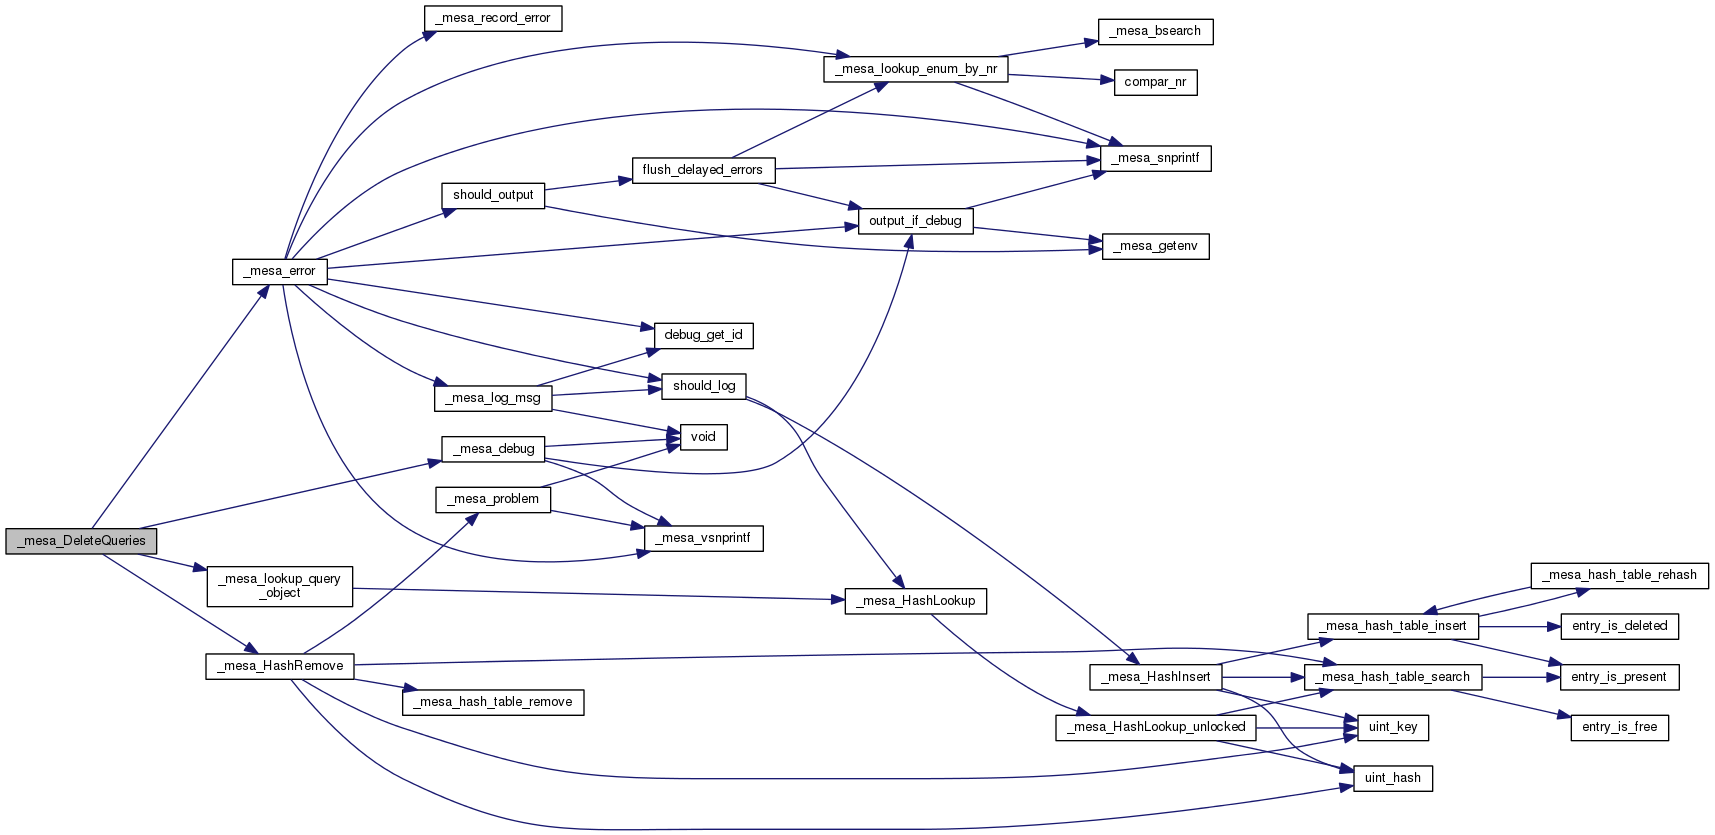 _mesa_record_error
_mesa_bsearch
_mesa_lookup_enum_by_nr
compar_nr
_mesa_snprintf
flush_delayed_errors
should_output
output_if_debug
_mesa_getenv
_mesa_error
debug_get_id
should_log
_mesa_log_msg
void
_mesa_debug
_mesa_problem
_mesa_vsnprintf
_mesa_DeleteQueries
_mesa_lookup_query
_object
_mesa_HashLookup
_mesa_hash_table_rehash
_mesa_hash_table_insert
entry_is_deleted
_mesa_HashRemove
_mesa_HashInsert
_mesa_hash_table_search
entry_is_present
_mesa_hash_table_remove
_mesa_HashLookup_unlocked
uint_key
entry_is_free
uint_hash